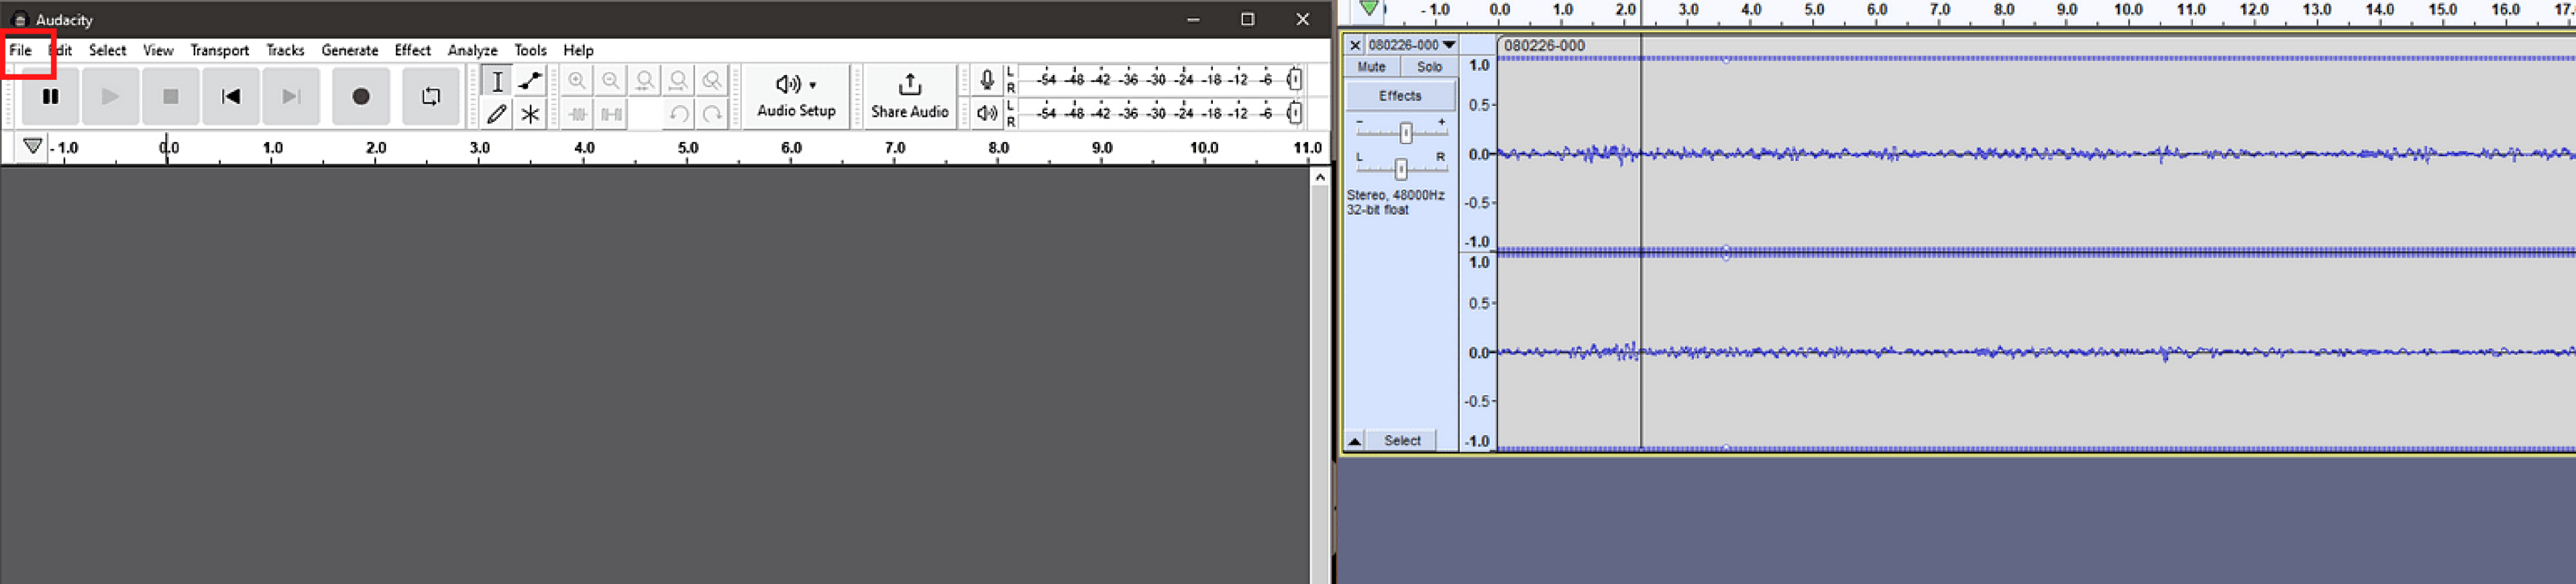 Audacity
File Edit Select View Transport Tracks Generate Effect Analyze Tools Help
L
R
-54 -48 -42 -36 -30 -24 -18 -12 -6 0
Audio Setup
Share Audio
L
R
-54 -48 -42 -36 -30 -24 -18 -12 -6 0
-1.0 0.0 1.0 2.0 3.0 4.0 5.0 6.0 7.0 8.0 9.0 10.0 11.0
-1.0 0.0 1.0 2.0 3.0 4.0 5.0 6.0 7.0 8.0 9.0 10.0 11.0 12.0 13.0 14.0 15.0 16.0 17.
080226-000
080226-000
Mute Solo
Effects
- +
L R
Stereo, 48000Hz
32-bit float
Select
1.0
0.5
0.0
-0.5
-1.0
1.0
0.5
0.0
-0.5
-1.0